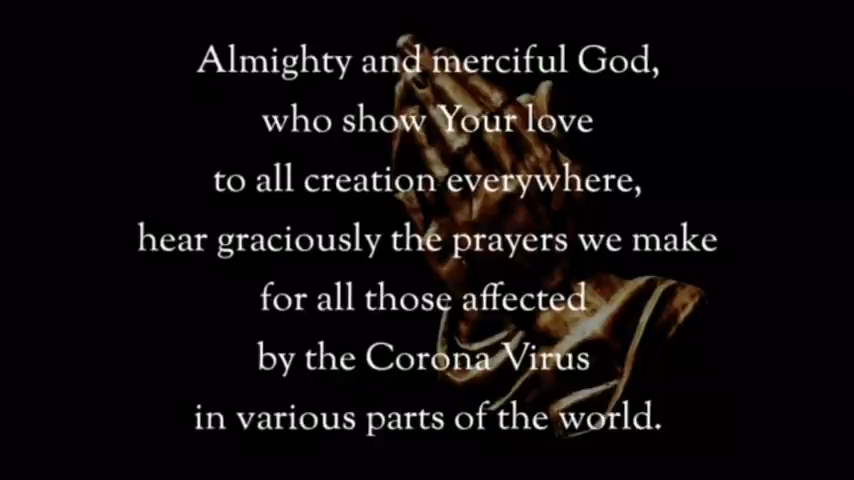 Almighty and merciful God,
who show Your love
to all creation everywhere,
hear graciously the prayers we make
for all those affected
by the Corona Virus
in various parts of the world.